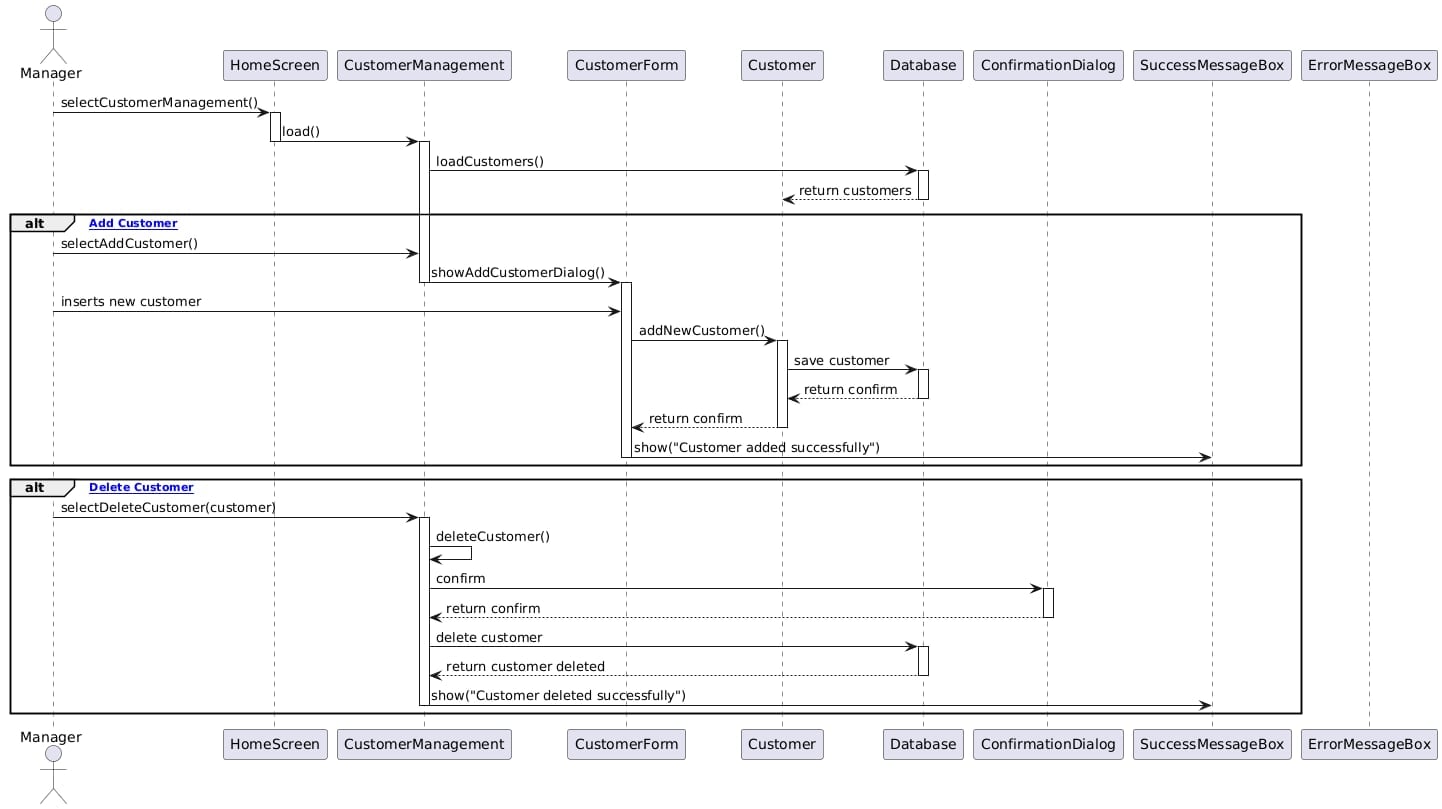 Manager
HomeScreen CustomerManagement CustomerForm Customer Database ConfirmationDialog SuccessMessageBox ErrorMessageBox
selectCustomerManagement()
load()
loadCustomers()
return customers
alt Add Customer
selectAddCustomer()
showAddCustomerDialog()
inserts new customer
addNewCustomer()
save customer
return confirm
return confirm
show("Customer added successfully")
alt Delete Customer
selectDeleteCustomer(customer)
deleteCustomer()
confirm
return confirm
delete customer
return customer deleted
show("Customer deleted successfully")
Manager
HomeScreen CustomerManagement CustomerForm Customer Database ConfirmationDialog SuccessMessageBox ErrorMessageBox